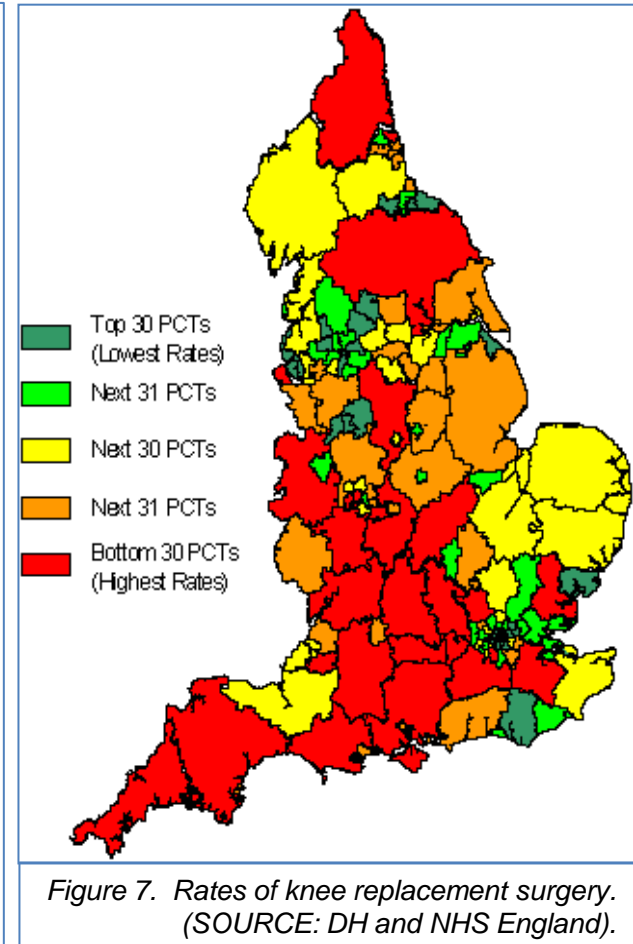 Top 30 PCTs
(Lowest Rates)
Next 31 PCTs
Next 30 PCTs
Next 31 PCTs
Bottom 30 PCTs
(Highest Rates)
Figure 7. Rates of knee replacement surgery.
(SOURCE: DH and NHS England).